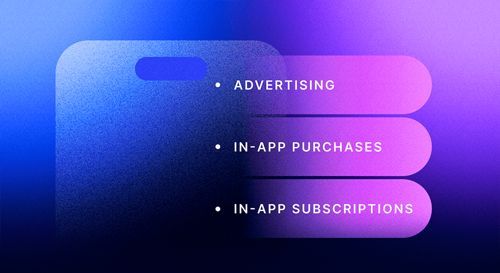 • ADVERTISING
• IN-APP PURCHASES
• IN-APP SUBSCRIPTIONS